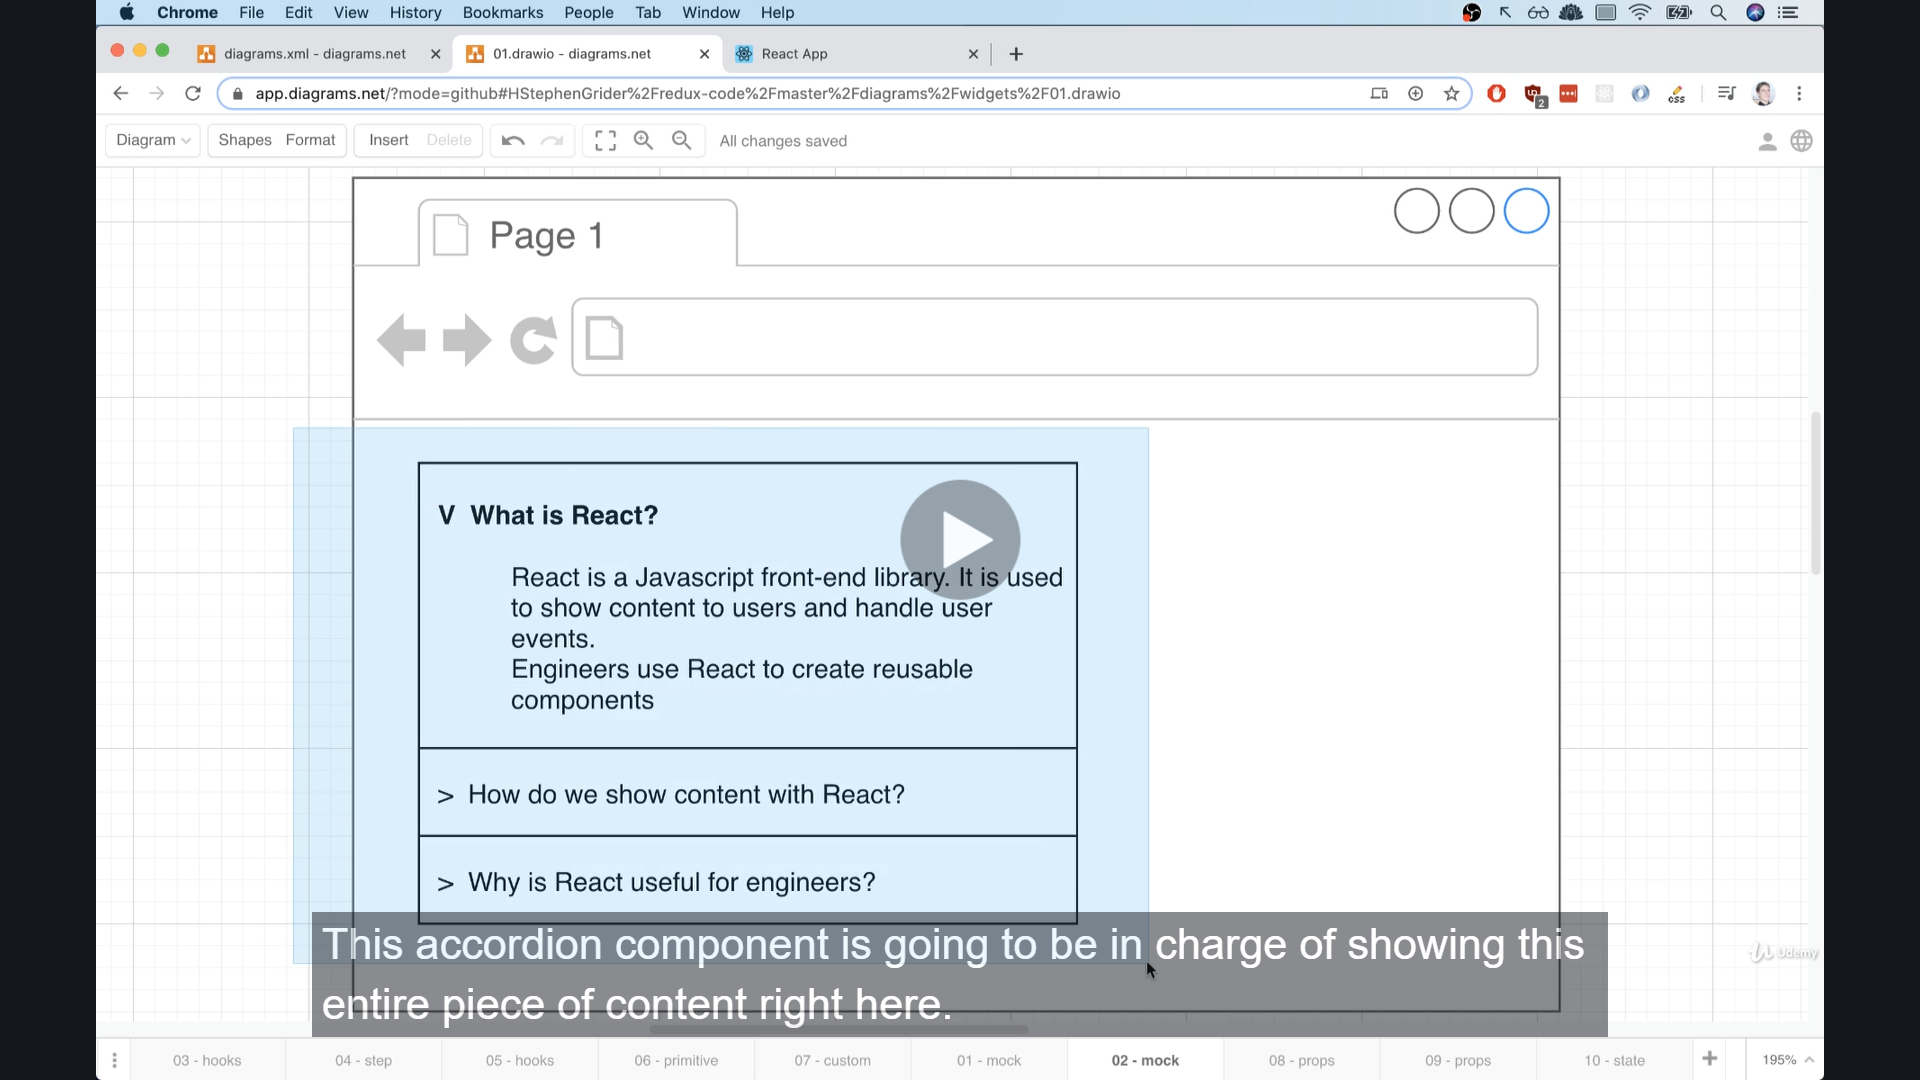 Chrome File Edit View History Bookmarks People Tab Window Help
diagrams.xml - diagrams.net 01.drawio - diagrams.net React App
app.diagrams.net/?mode=github#HStephenGrider%2Fredux-code%2Fmaster%2Fdiagrams%2Fwidgets%2F01.drawio
2
css
Diagram Shapes Format Insert Delete All changes saved
Page 1
V What is React?
React is a Javascript front-end library. It is used
to show content to users and handle user
events.
Engineers use React to create reusable
components
> How do we show content with React?
> Why is React useful for engineers?
This accordion component is going to be in charge of showing this
entire piece of content right here.
Udemy
03 - hooks 04 - step 05 - hooks 06 - primitive 07 - custom 01 - mock 02 - mock 08 - props 09 - props 10 - state 195%